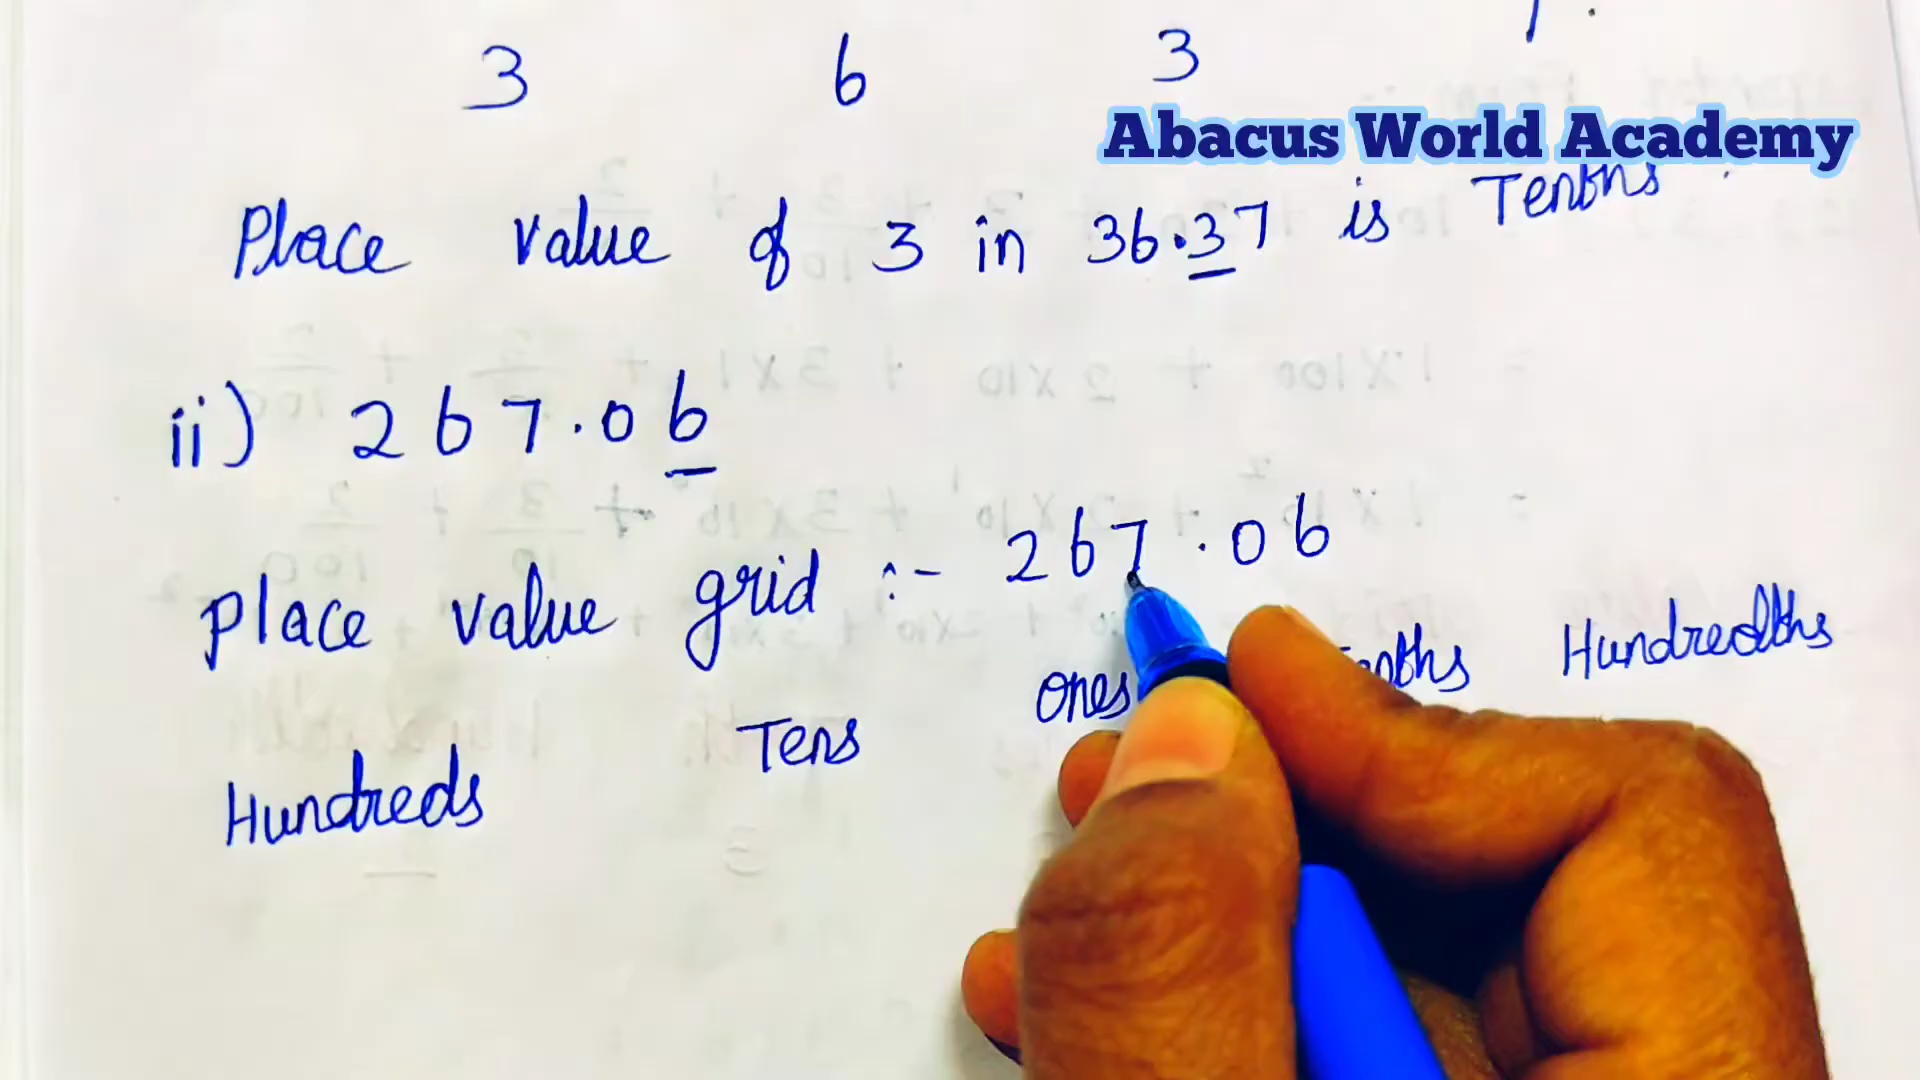 3 6 3
Abacus World Academy
Place value of 3 in 36.37 is Tenths.
ii) 267.06
Place value grid :- 267.06
Hundreds Tens ones Hundredths